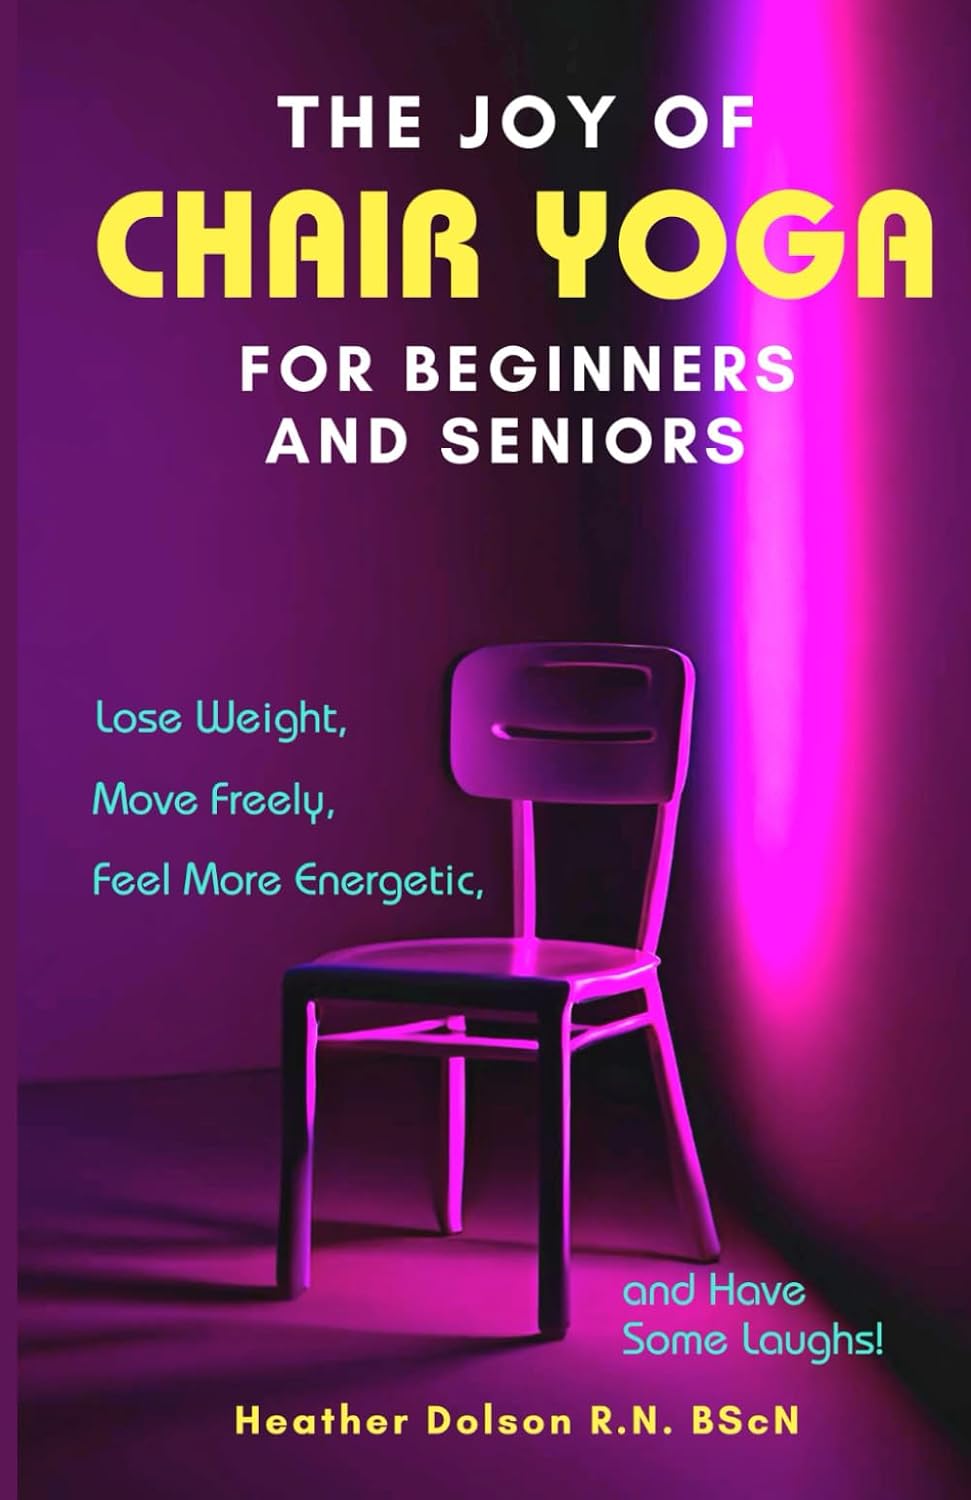 THE JOY OF
CHAIR YOGA
FOR BEGINNERS
AND SENIORS
Lose Weight,
Move Freely,
Feel More Energetic,
and Have
Some Laughs!
Heather Dolson R.N. BScN